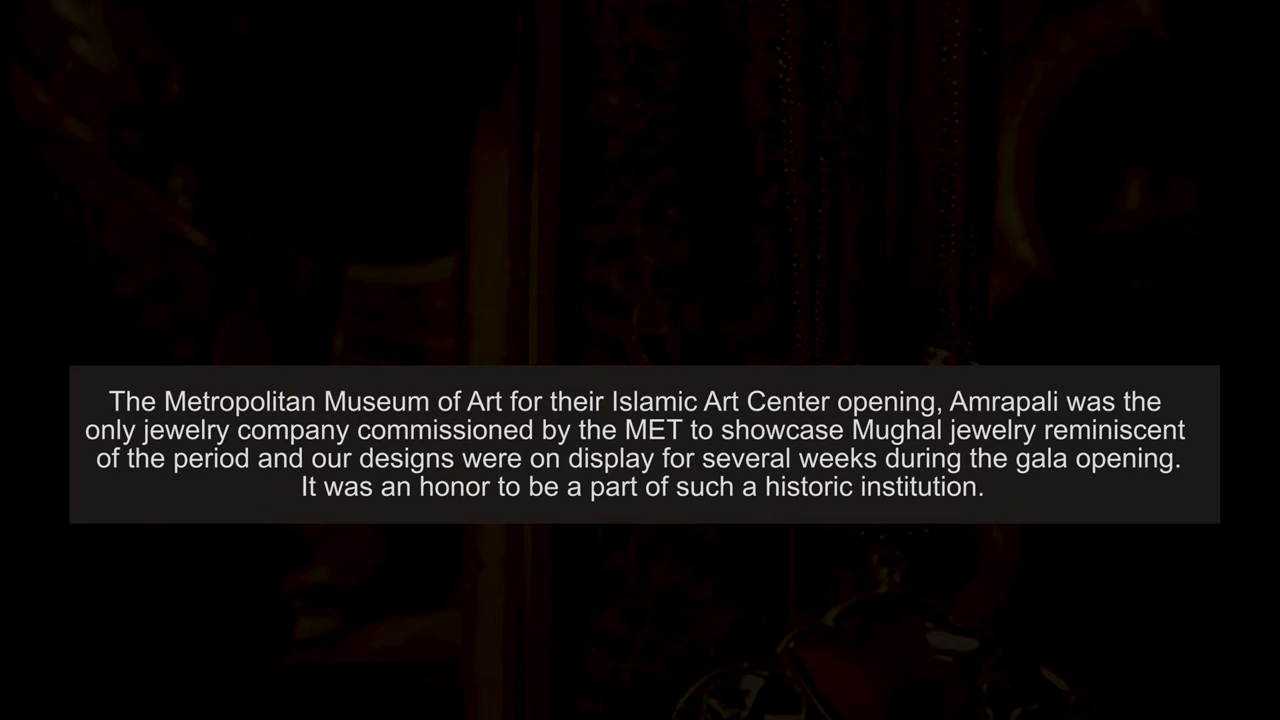 The Metropolitan Museum of Art for their Islamic Art Center opening, Amrapali was the
only jewelry company commissioned by the MET to showcase Mughal jewelry reminiscent
of the period and our designs were on display for several weeks during the gala opening.
It was an honor to be a part of such a historic institution.